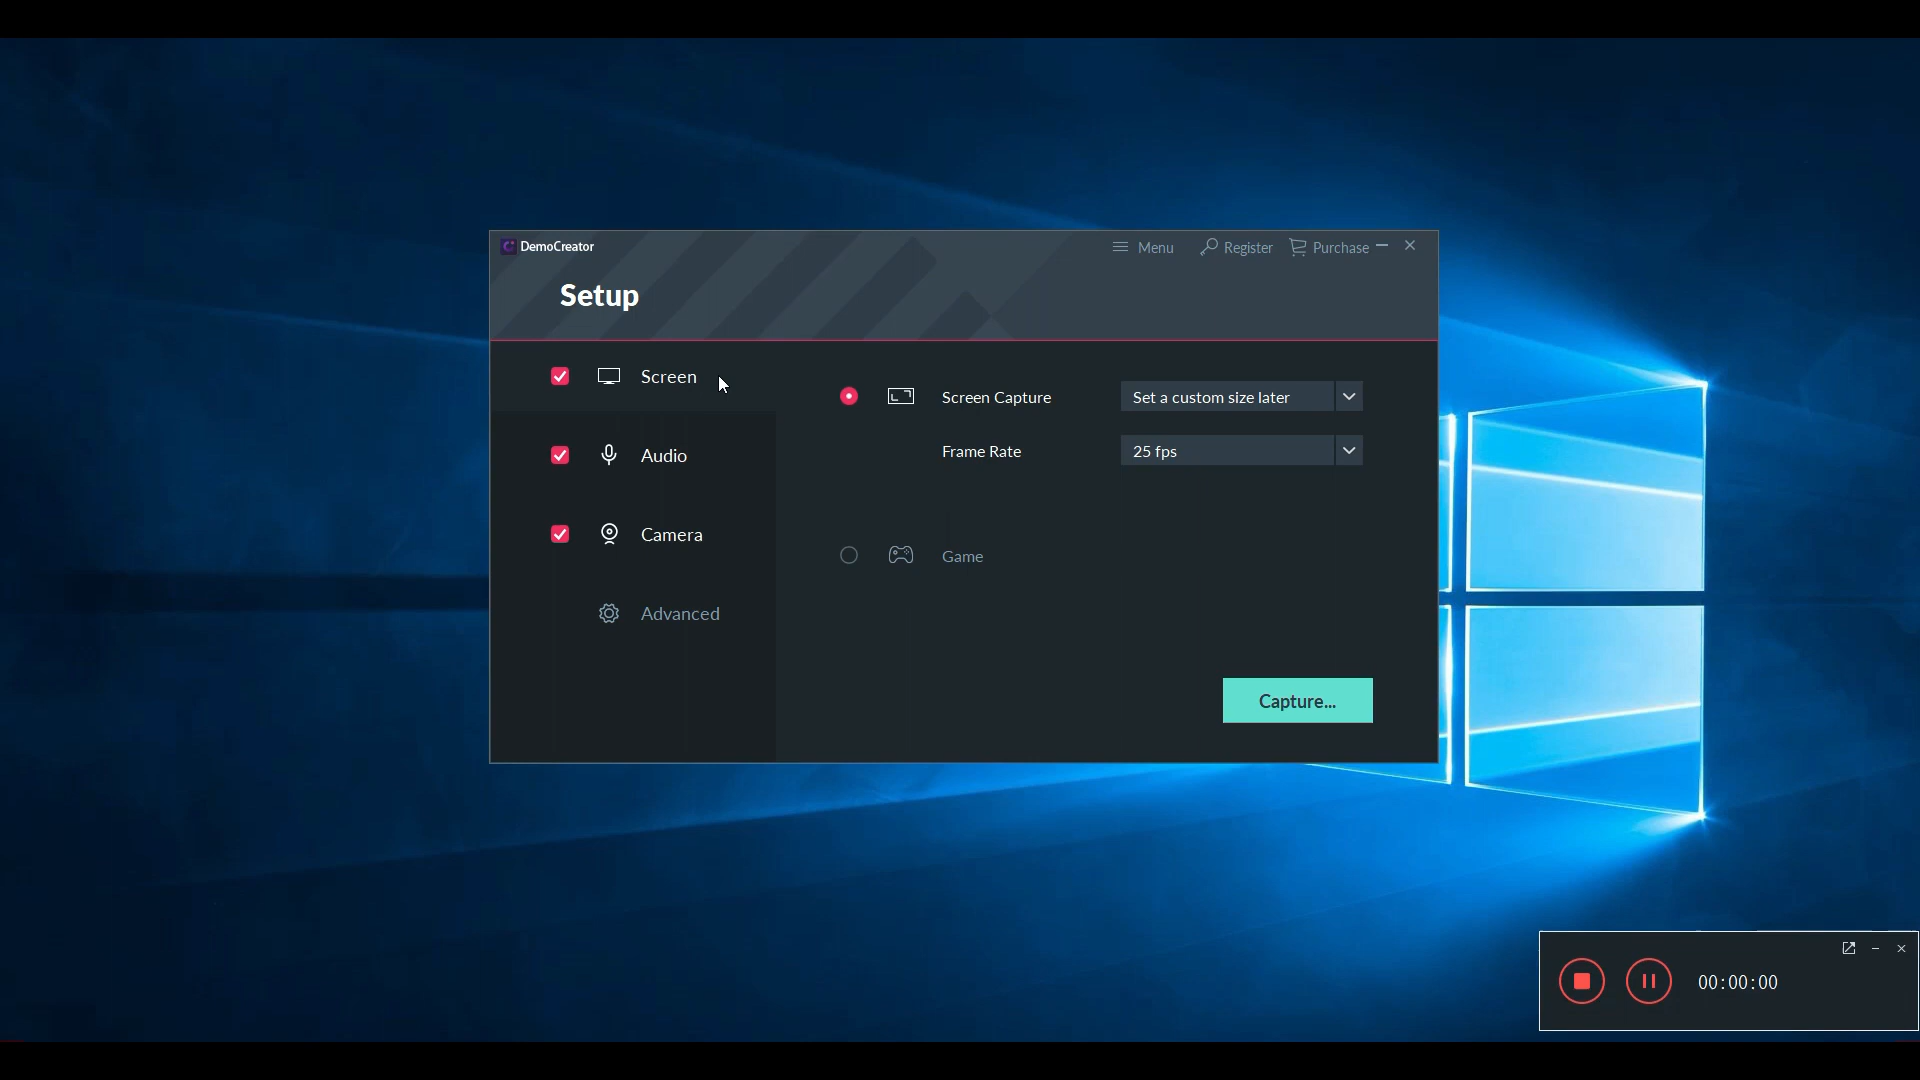 DemoCreator
Menu
Register
Purchase
Setup
Screen
Screen Capture
Set a custom size later
Audio
Frame Rate
25 fps
Camera
Game
Advanced
Capture...
00:00:00